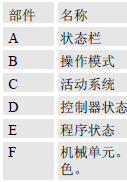 部件 名称
A 状态栏
B 操作模式
C 活动系统
D 控制器状态
E 程序状态
F 机械单元。
色。